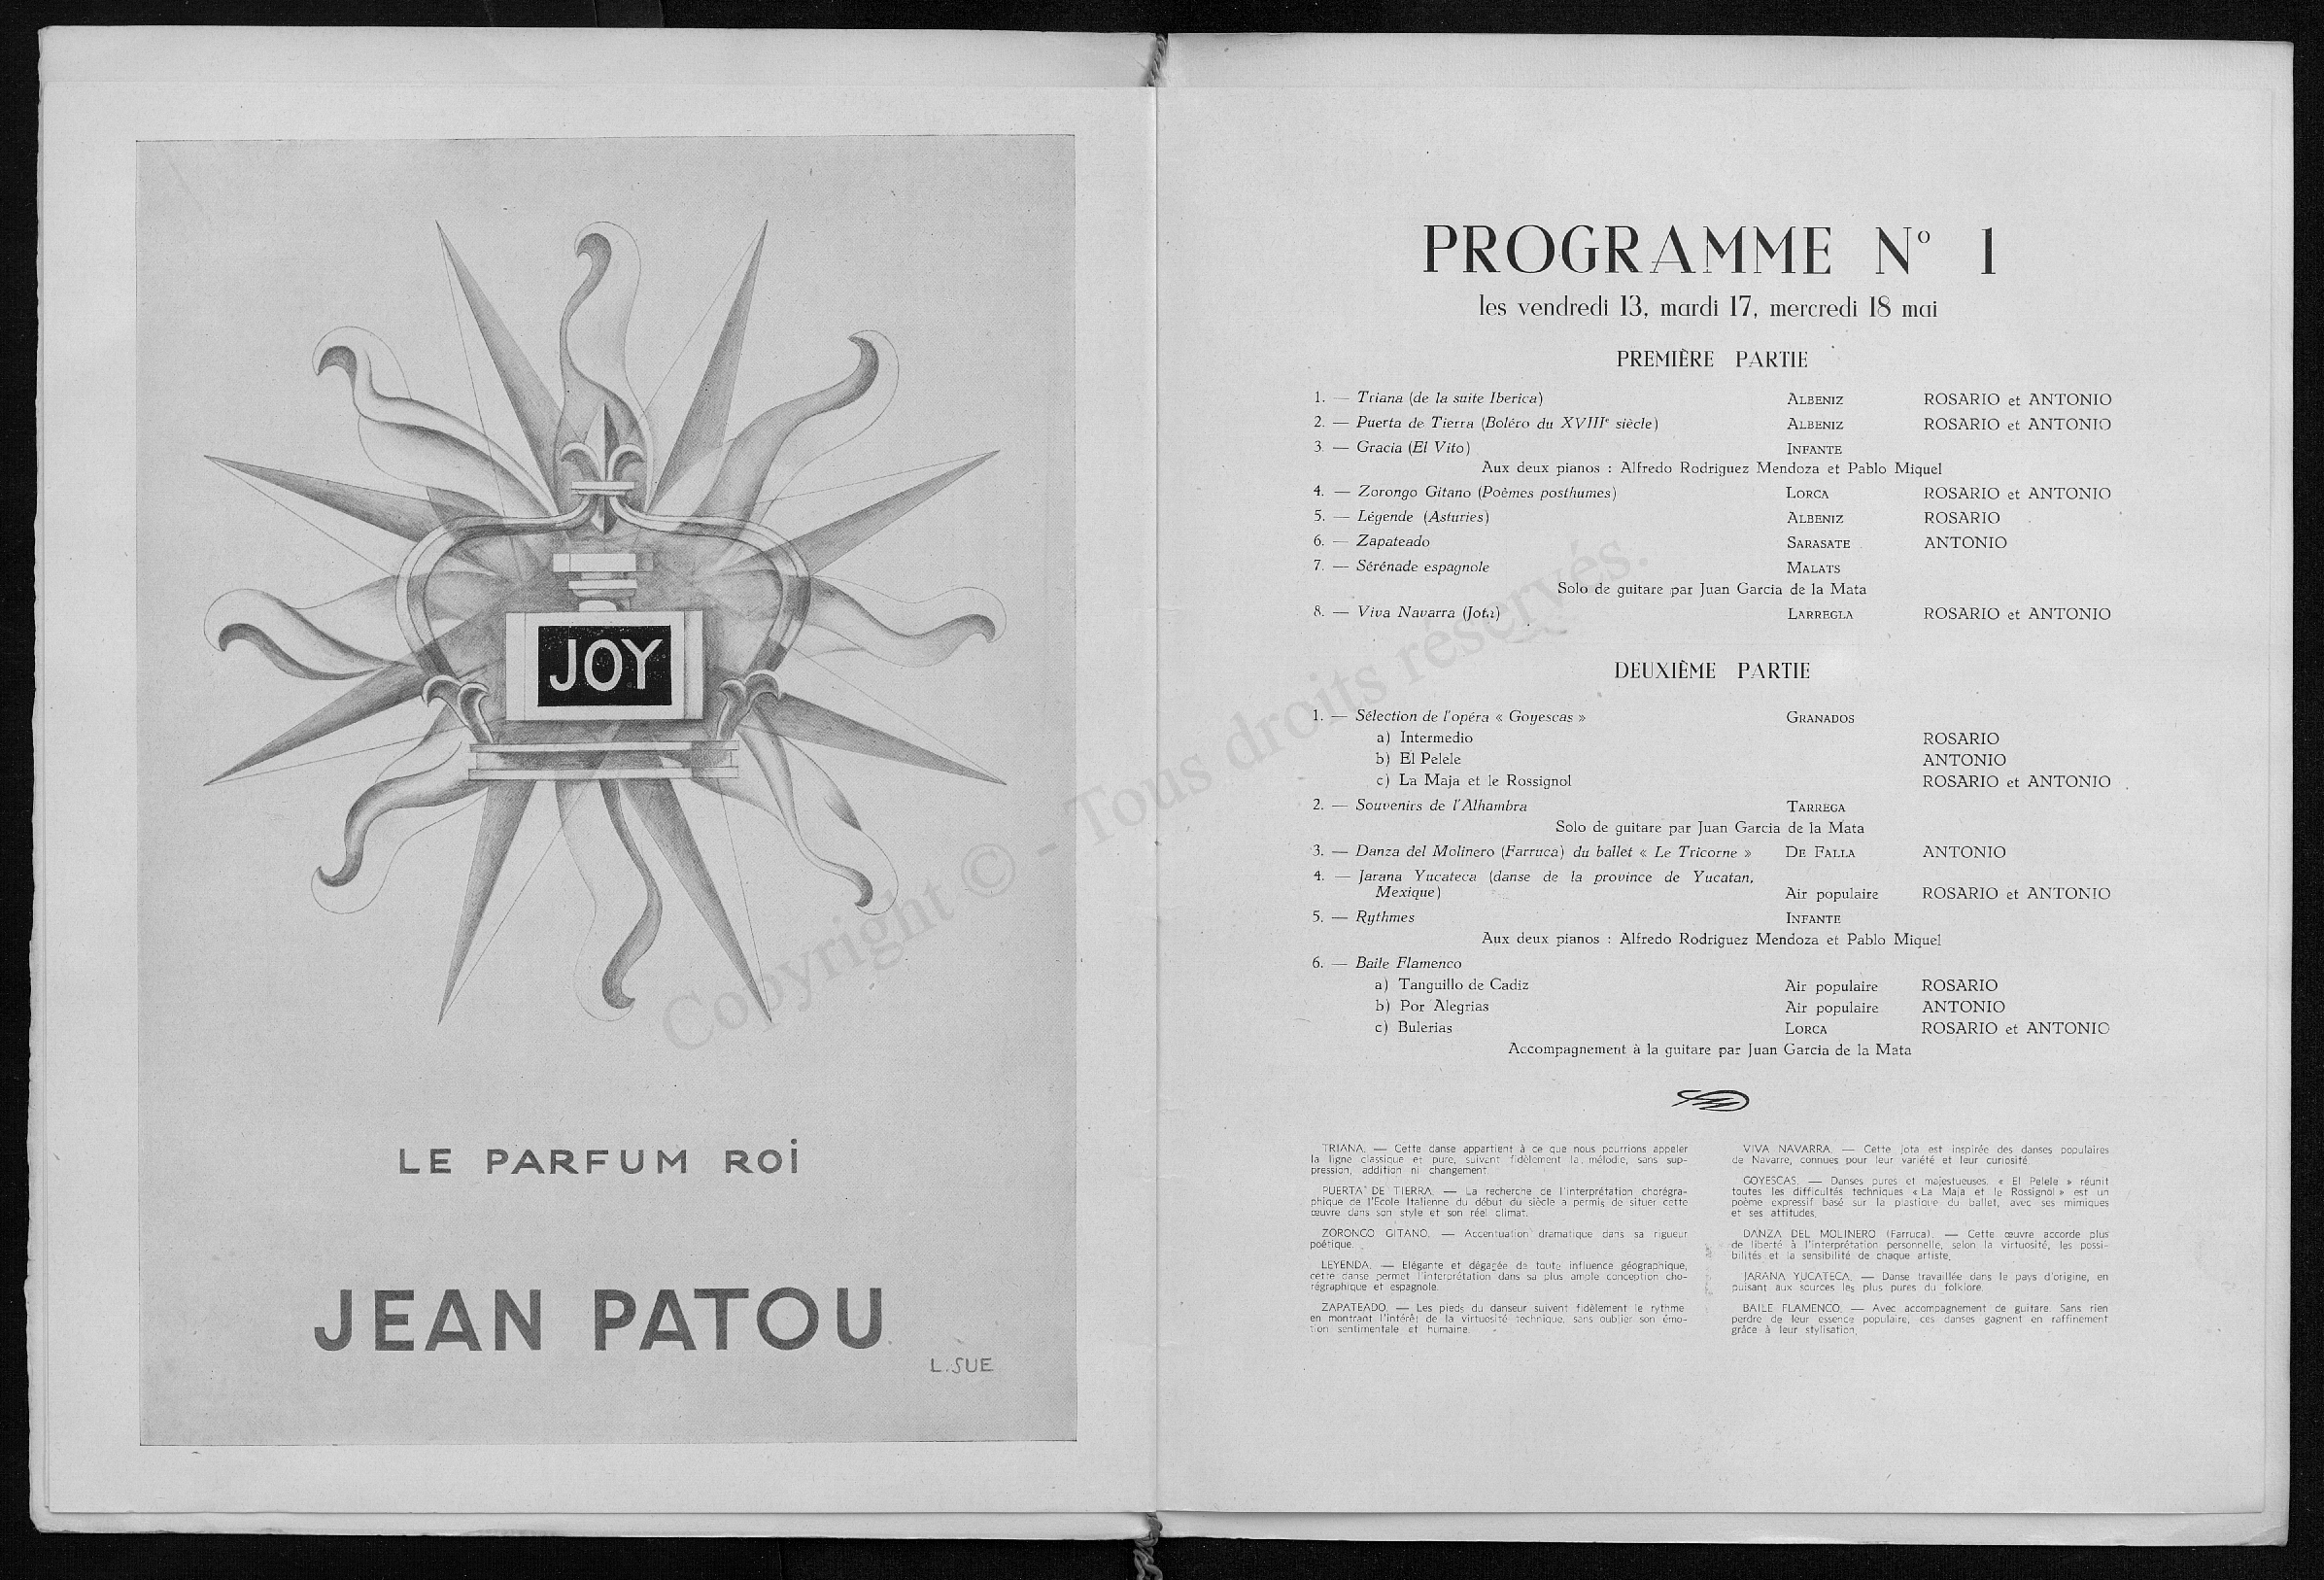 JOY
LE PARFUM ROI
JEAN PATOU
L. SUE
PROGRAMME N° 1
les vendredi 13, mardi 17, mercredi 18 mai
PREMIÈRE PARTIE
1. — Triana (de la suite Iberica) ALBENIZ ROSARIO et ANTONIO
2. — Puerta de Tierra (Boléro du XVIIIe siècle) ALBENIZ ROSARIO et ANTONIO
3. — Gracia (El Vito) INFANTE
Aux deux pianos : Alfredo Rodriguez Mendoza et Pablo Miquel
4. — Zorongo Gitano (Poèmes posthumes) LORCA ROSARIO et ANTONIO
5. — Légende (Asturies) ALBENIZ ROSARIO
6. — Zapateado SARASATE ANTONIO
7. — Sérénade espagnole MALATS
Solo de guitare par Juan Garcia de la Mata
8. — Viva Navarra (Jota) LARREGLA ROSARIO et ANTONIO
DEUXIÈME PARTIE
1. — Sélection de l'opéra « Goyescas » GRANADOS
a) Intermedio ROSARIO
b) El Pelele ANTONIO
c) La Maja et le Rossignol ROSARIO et ANTONIO
2. — Souvenirs de l'Alhambra TARREGA
Solo de guitare par Juan Garcia de la Mata
3. — Danza del Molinero (Farruca) du ballet « Le Tricorne » DE FALLA ANTONIO
4. — Jarana Yucateca (danse de la province de Yucatan,
Mexique) Air populaire ROSARIO et ANTONIO
5. — Rythmes INFANTE
Aux deux pianos : Alfredo Rodriguez Mendoza et Pablo Miquel
6. — Baile Flamenco
a) Tanguillo de Cadiz Air populaire ROSARIO
b) Por Alegrias Air populaire ANTONIO
c) Bulerias LORCA ROSARIO et ANTONIO
Accompagnement à la guitare par Juan Garcia de la Mata
TRIANA. — Cette danse appartient à ce que nous pourrions appeler
la ligne classique et pure, suivant fidèlement la mélodie, sans sup-
pression, addition ni changement.
PUERTA DE TIERRA. — La recherche de l'interprétation chorégra-
phique de l'Ecole Italienne du début du siècle a permis de situer cette
œuvre dans son style et son réel climat.
ZORONGO GITANO. — Accentuation dramatique dans sa rigueur
poétique.
LEYENDA. — Elégante et dégagée de toute influence géographique,
cette danse permet l'interprétation dans sa plus ample conception cho-
régraphique et espagnole.
ZAPATEADO. — Les pieds du danseur suivent fidèlement le rythme
en montrant l'intérêt de la virtuosité technique, sans oublier son émo-
tion sentimentale et humaine.
VIVA NAVARRA. — Cette jota est inspirée des danses populaires
de Navarre, connues pour leur variété et leur curiosité.
GOYESCAS. — Danses pures et majestueuses. « El Pelele » réunit
toutes les difficultés techniques « La Maja et le Rossignol » est un
poème expressif basé sur la plastique du ballet, avec ses mimiques
et ses attitudes.
DANZA DEL MOLINERO (Farruca). — Cette œuvre accorde plus
de liberté à l'interprétation personnelle, selon la virtuosité, les possi-
bilités et la sensibilité de chaque artiste.
JARANA YUCATECA. — Danse travaillée dans le pays d'origine, en
puisant aux sources les plus pures du folklore.
BAILE FLAMENCO. — Avec accompagnement de guitare. Sans rien
perdre de leur essence populaire, ces danses gagnent en raffinement
grâce à leur stylisation.
Copyright © - Tous droits réservés.